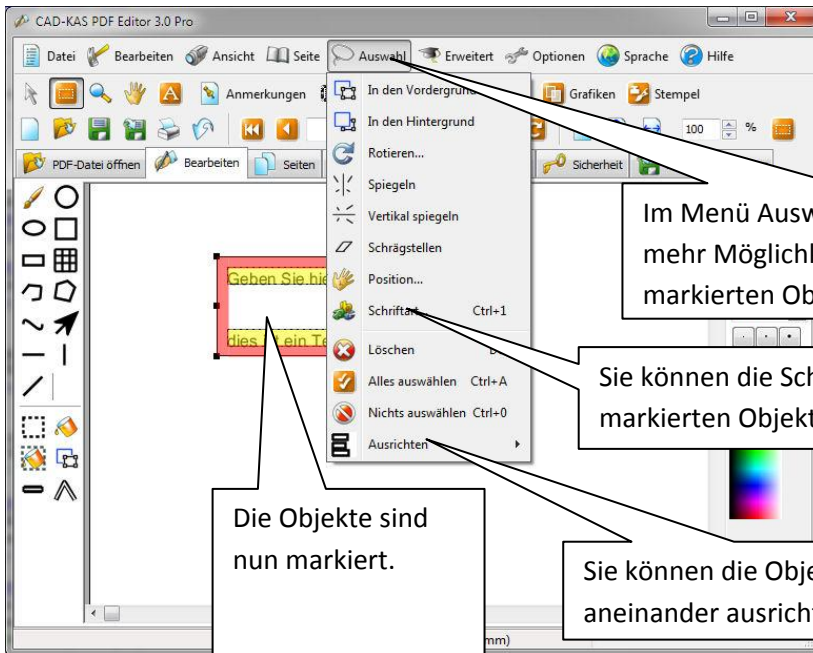 CAD-KAS PDF Editor 3.0 Pro
Datei Bearbeiten Ansicht Seite Auswahl Erweitert Optionen Sprache Hilfe
Anmerkungen Grafiken Stempel
100 %
PDF-Datei öffnen Bearbeiten Seiten Sicherheit
In den Vordergrund
In den Hintergrund
Rotieren...
Spiegeln
Vertikal spiegeln
Schrägstellen
Position...
Schriftart... Ctrl+1
Löschen
Alles auswählen Ctrl+A
Nichts auswählen Ctrl+0
Ausrichten
Geben Sie hie
dies ist ein Te
Im Menü Ausw
mehr Möglich
markierten Ob
Sie können die Sch
markierten Objekt
Die Objekte sind
nun markiert.
Sie können die Obje
aneinander ausrich
mm)